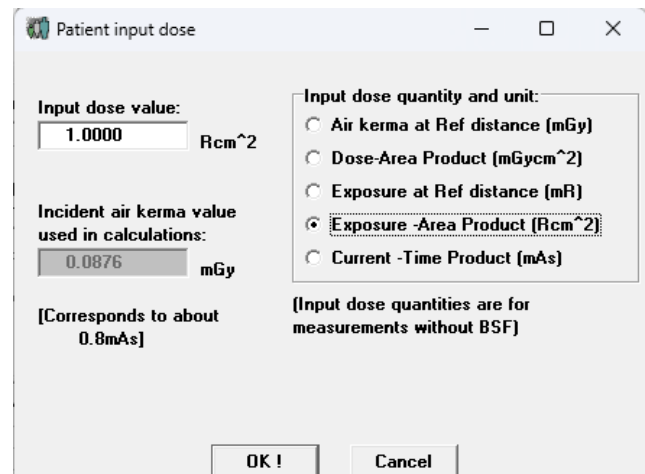 Patient input dose
Input dose value:
1.0000 Rcm^2
Incident air kerma value
used in calculations:
0.0876 mGy
[Corresponds to about
0.8mAs]
Input dose quantity and unit:
Air kerma at Ref distance (mGy)
Dose-Area Product (mGycm^2)
Exposure at Ref distance (mR)
Exposure -Area Product (Rcm^2)
Current -Time Product (mAs)
(Input dose quantities are for
measurements without BSF)
OK !
Cancel